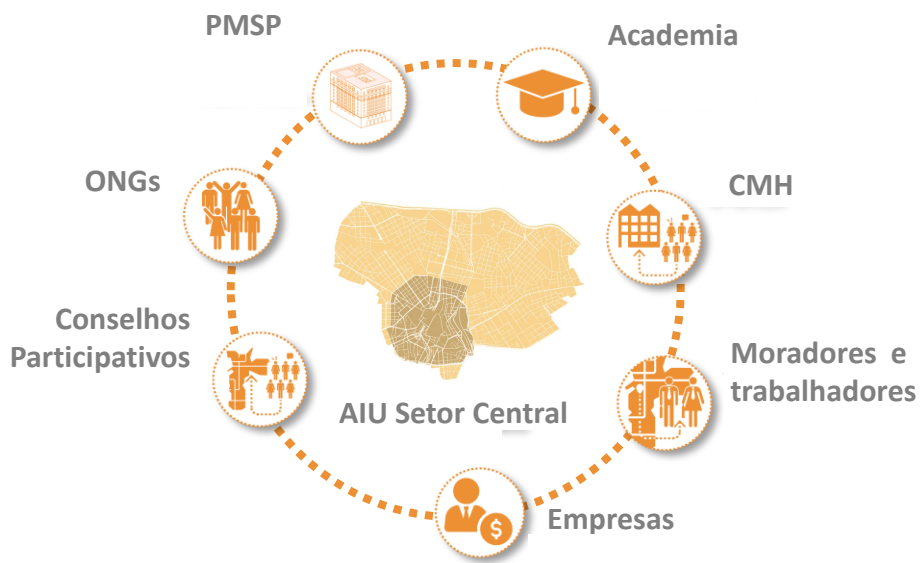 PMSP
Academia
ONGs
CMH
Conselhos
Participativos
Moradores e
trabalhadores
AIU Setor Central
Empresas
$